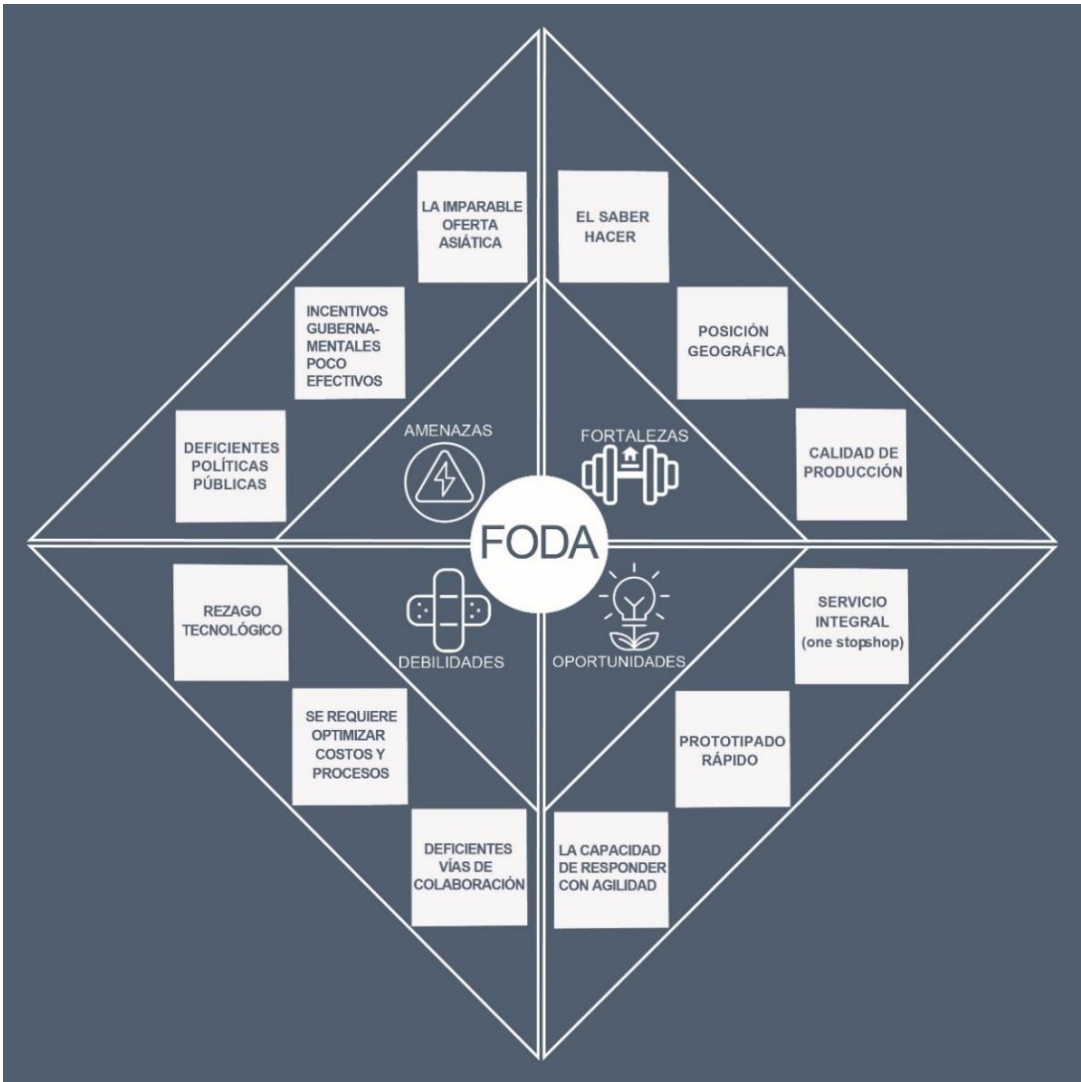 LA IMPARABLE
OFERTA
ASIÁTICA
EL SABER
HACER
INCENTIVOS
GUBERNA-
MENTALES
POCO
EFECTIVOS
POSICIÓN
GEOGRÁFICA
DEFICIENTES
POLÍTICAS
PÚBLICAS
AMENAZAS
FORTALEZAS
CALIDAD DE
PRODUCCIÓN
FODA
REZAGO
TECNOLÓGICO
DEBILIDADES
OPORTUNIDADES
SERVICIO
INTEGRAL
(one stopshop)
SE REQUIERE
OPTIMIZAR
COSTOS Y
PROCESOS
PROTOTIPADO
RÁPIDO
DEFICIENTES
VÍAS DE
COLABORACIÓN
LA CAPACIDAD
DE RESPONDER
CON AGILIDAD